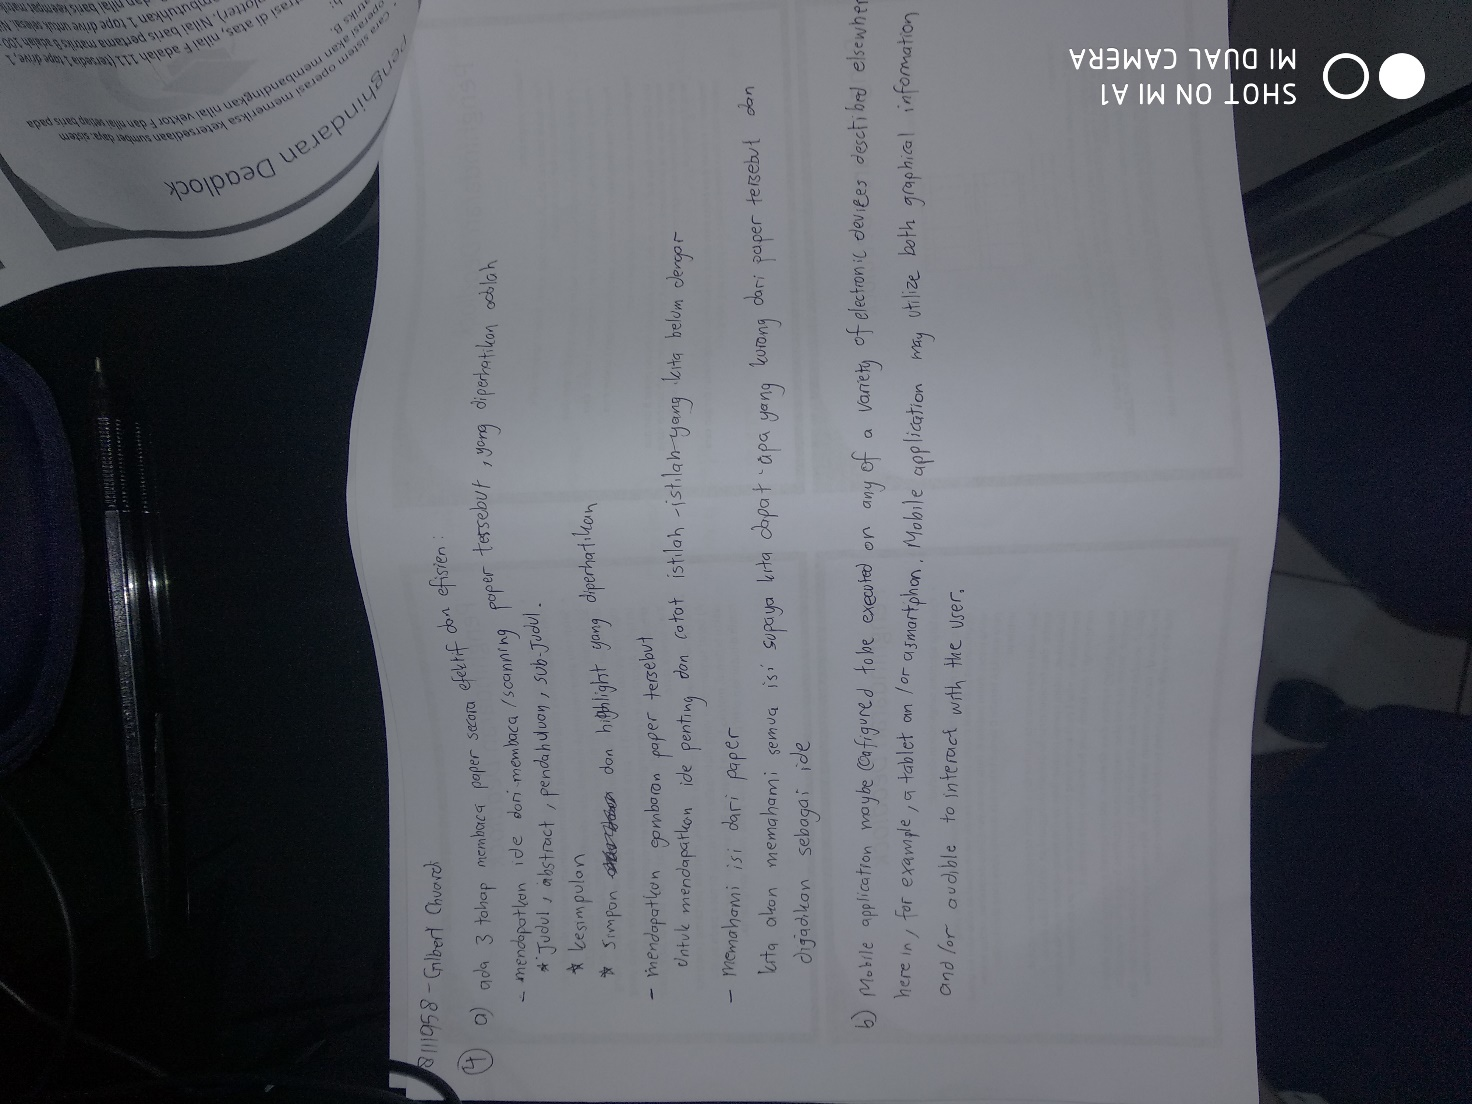 8111958 - Gilbert Chuardi
4 a) ada 3 tahap membaca paper secara efektif dan efisien :
- mendapatkan ide dari membaca / scanning paper tersebut , yang diperhatikan adalah
* Judul , abstract , pendahuluan , sub-Judul.
* kesimpulan
* Simpan dan highlight yang diperhatikan
- mendapatkan gambaran paper tersebut
Untuk mendapatkan ide penting dan catat istilah - istilah yang kita belum dengar
- Memahami isi dari paper
kita akan memahami semua isi supaya kita dapat apa yang kurang dari paper tersebut dan
digadikan sebagai ide
b) Mobile application maybe configured to be executed on any of a variety of electronic devices described elsewher
here in , for example , a tablet an / or a smartphon. Mobile application may utilize both graphical information
and / or audible to interact with the user.
Penghindaran Deadlock
SHOT ON MI A1
MI DUAL CAMERA